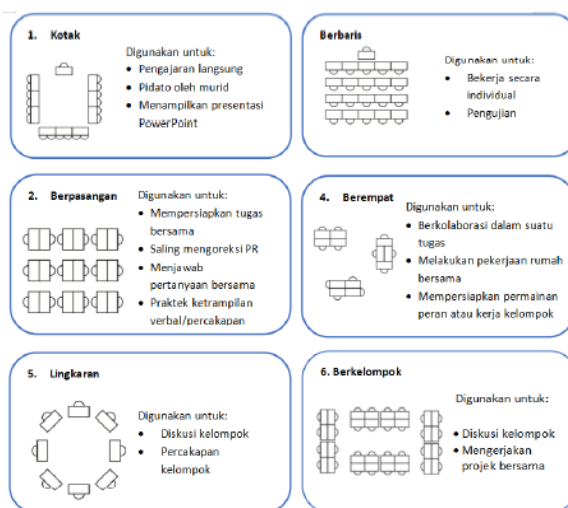 1. Kotak
Digunakan untuk:
• Pengajaran langsung
• Pidato oleh murid
• Menampilkan presentasi
PowerPoint
Berbaris
Digunakan untuk:
• Bekerja secara
individual
• Pengujian
2. Berpasangan
Digunakan untuk:
• Mempersiapkan tugas
bersama
• Saling mengoreksi PR
• Menjawab
pertanyaan bersama
• Praktek ketrampilan
verbal/percakapan
4. Berempat
Digunakan untuk:
• Berkolaborasi dalam suatu
tugas
• Melakukan pekerjaan rumah
bersama
• Mempersiapkan permainan
peran atau kerja kelompok
5. Lingkaran
Digunakan untuk:
• Diskusi kelompok
• Percakapan
kelompok
6. Berkelompok
Digunakan untuk:
• Diskusi kelompok
• Mengerjakan
projek bersama